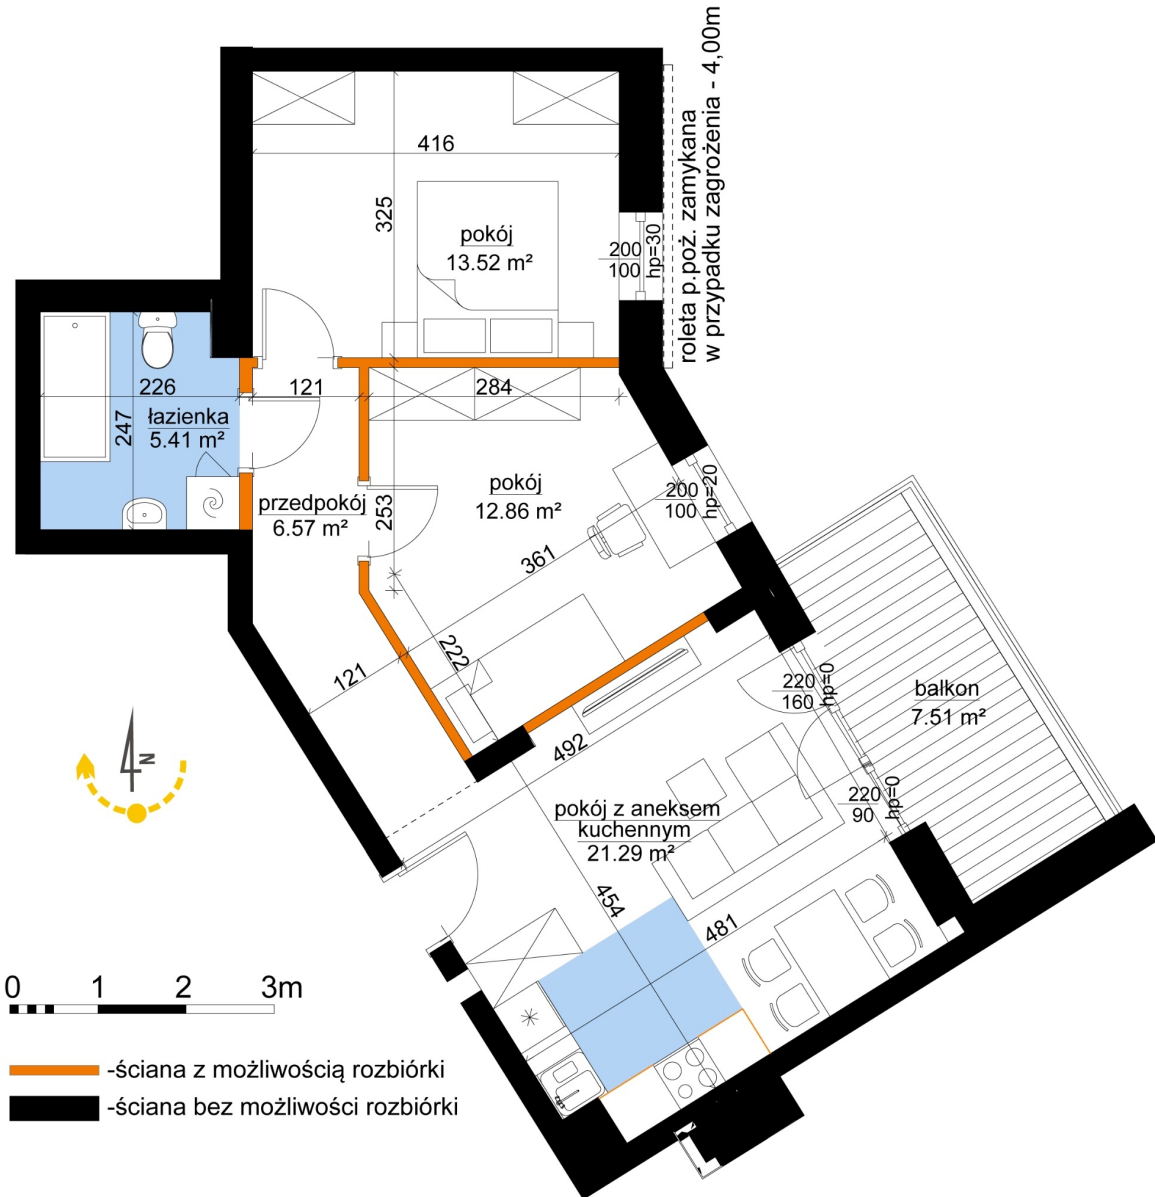 roleta p.poż. zamykana
w przypadku zagrożenia - 4,00m
416
325
pokój
13.52 m²
200
100
hp=30
226
121
284
247
łazienka
5.41 m²
przedpokój
6.57 m²
253
pokój
12.86 m²
200
100
hp=20
361
222
121
220
160
hp=0
balkon
7.51 m²
N
492
220
90
hp=0
pokój z aneksem
kuchennym
21.29 m²
454
481
0 1 2 3m
-ściana z możliwością rozbiórki
-ściana bez możliwości rozbiórki